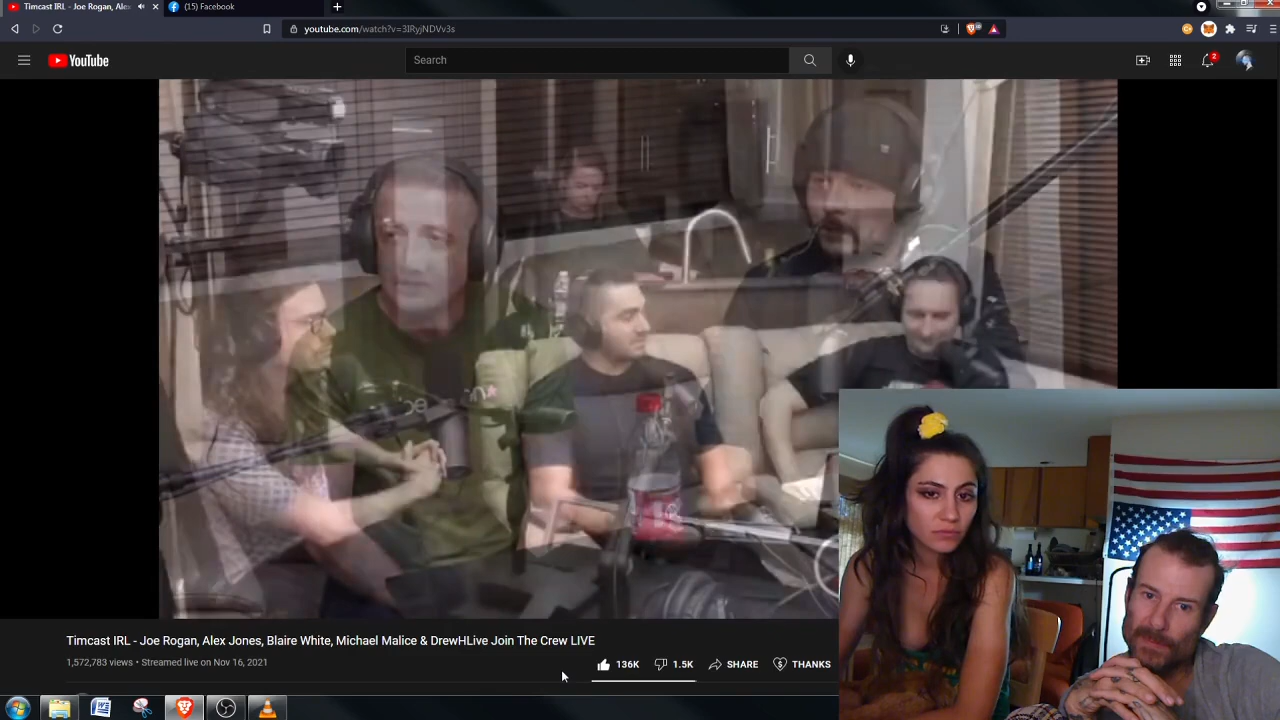 Timcast IRL - Joe Rogan, Alex
(15) Facebook
youtube.com/watch?v=3lRyjNDVv3s
YouTube
Search
2
Timcast IRL - Joe Rogan, Alex Jones, Blaire White, Michael Malice & DrewHLive Join The Crew LIVE
1,572,783 views • Streamed live on Nov 16, 2021
136K
1.5K
SHARE
THANKS